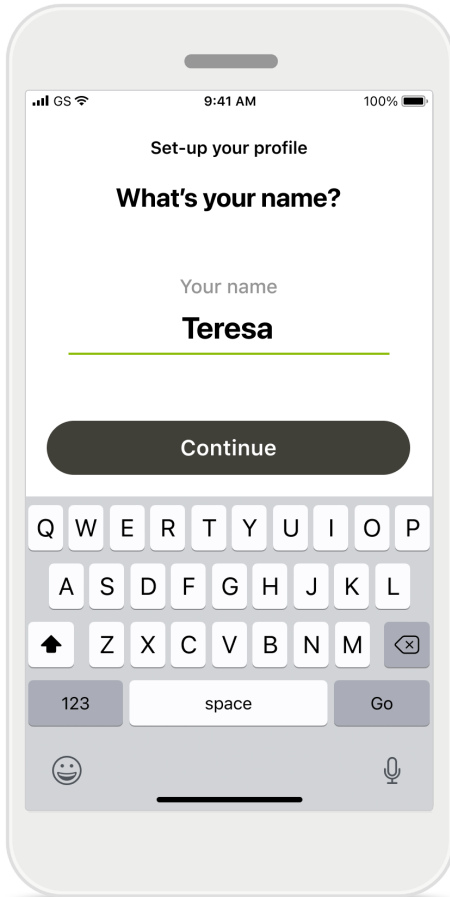 GS 9:41 AM 100%
Set-up your profile
What's your name?
Your name
Teresa
Continue
Q W E R T Y U I O P
A S D F G H J K L
Z X C V B N M
123 space Go